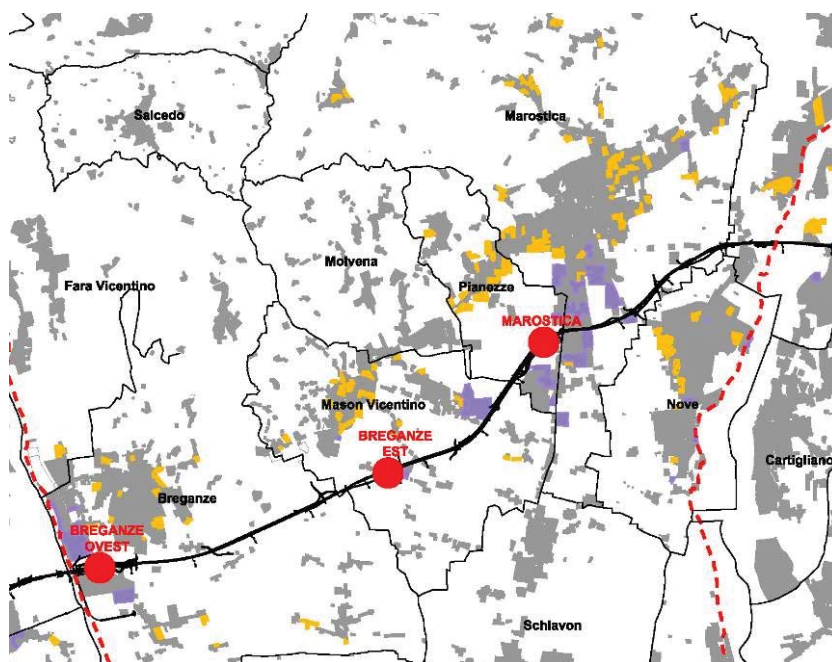 Salcedo
Marostica
Molvena
Fara Vicentino
Pianezze
MAROSTICA
Mason Vicentino
Nove
BREGANZE
EST
Cartigliano
Breganze
BREGANZE
OVEST
Schiavon